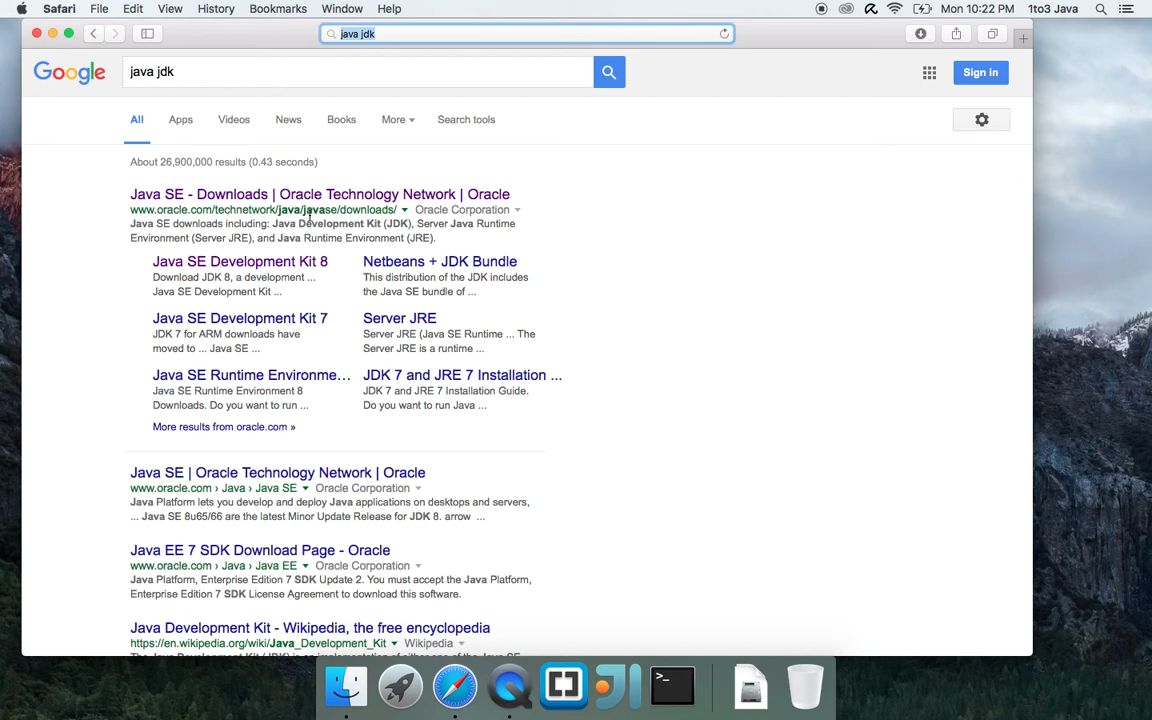 Safari File Edit View History Bookmarks Window Help Mon 10:22 PM 1to3 Java
java jdk
Google java jdk Sign in
All Apps Videos News Books More Search tools
About 26,900,000 results (0.43 seconds)
Java SE - Downloads | Oracle Technology Network | Oracle
www.oracle.com/technetwork/java/javase/downloads/ Oracle Corporation
Java SE downloads including: Java Development Kit (JDK), Server Java Runtime
Environment (Server JRE), and Java Runtime Environment (JRE).
Java SE Development Kit 8
Download JDK 8, a development ...
Java SE Development Kit ...
Netbeans + JDK Bundle
This distribution of the JDK includes
the Java SE bundle of ...
Java SE Development Kit 7
JDK 7 for ARM downloads have
moved to ... Java SE ...
Server JRE
Server JRE (Java SE Runtime ... The
Server JRE is a runtime ...
Java SE Runtime Environme...
Java SE Runtime Environment 8
Downloads. Do you want to run ...
JDK 7 and JRE 7 Installation ...
JDK 7 and JRE 7 Installation Guide.
Do you want to run Java ...
More results from oracle.com »
Java SE | Oracle Technology Network | Oracle
www.oracle.com › Java › Java SE Oracle Corporation
Java Platform lets you develop and deploy Java applications on desktops and servers,
... Java SE 8u65/66 are the latest Minor Update Release for JDK 8. arrow ...
Java EE 7 SDK Download Page - Oracle
www.oracle.com › Java › Java EE Oracle Corporation
Java Platform, Enterprise Edition 7 SDK Update 2. You must accept the Java Platform,
Enterprise Edition 7 SDK License Agreement to download this software.
Java Development Kit - Wikipedia, the free encyclopedia
https://en.wikipedia.org/wiki/Java_Development_Kit Wikipedia